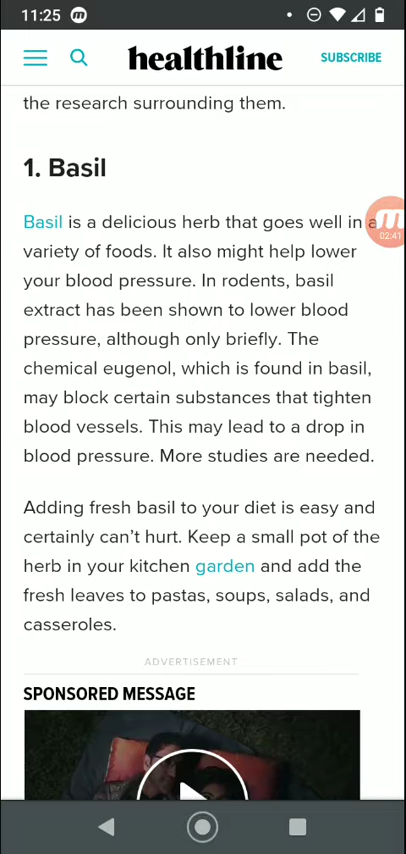 11:25
healthline
SUBSCRIBE
the research surrounding them.
1. Basil
Basil is a delicious herb that goes well in a
02:41
variety of foods. It also might help lower
your blood pressure. In rodents, basil
extract has been shown to lower blood
pressure, although only briefly. The
chemical eugenol, which is found in basil,
may block certain substances that tighten
blood vessels. This may lead to a drop in
blood pressure. More studies are needed.
Adding fresh basil to your diet is easy and
certainly can’t hurt. Keep a small pot of the
herb in your kitchen garden and add the
fresh leaves to pastas, soups, salads, and
casseroles.
ADVERTISEMENT
SPONSORED MESSAGE